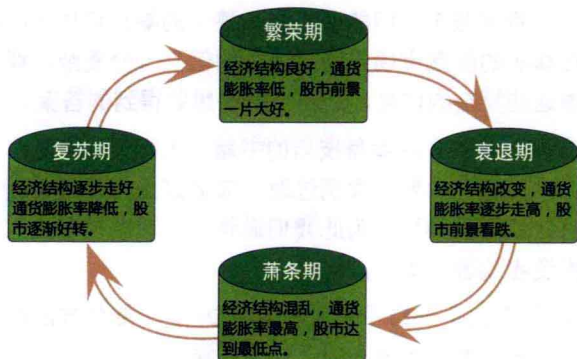 繁荣期
经济结构良好，通货
膨胀率低，股市前景
一片大好。
复苏期
经济结构逐步走好，
通货膨胀率降低，股
市逐渐好转。
衰退期
经济结构改变，通货
膨胀率逐步走高，股
市前景看跌。
萧条期
经济结构混乱，通货
膨胀率最高，股市达
到最低点。